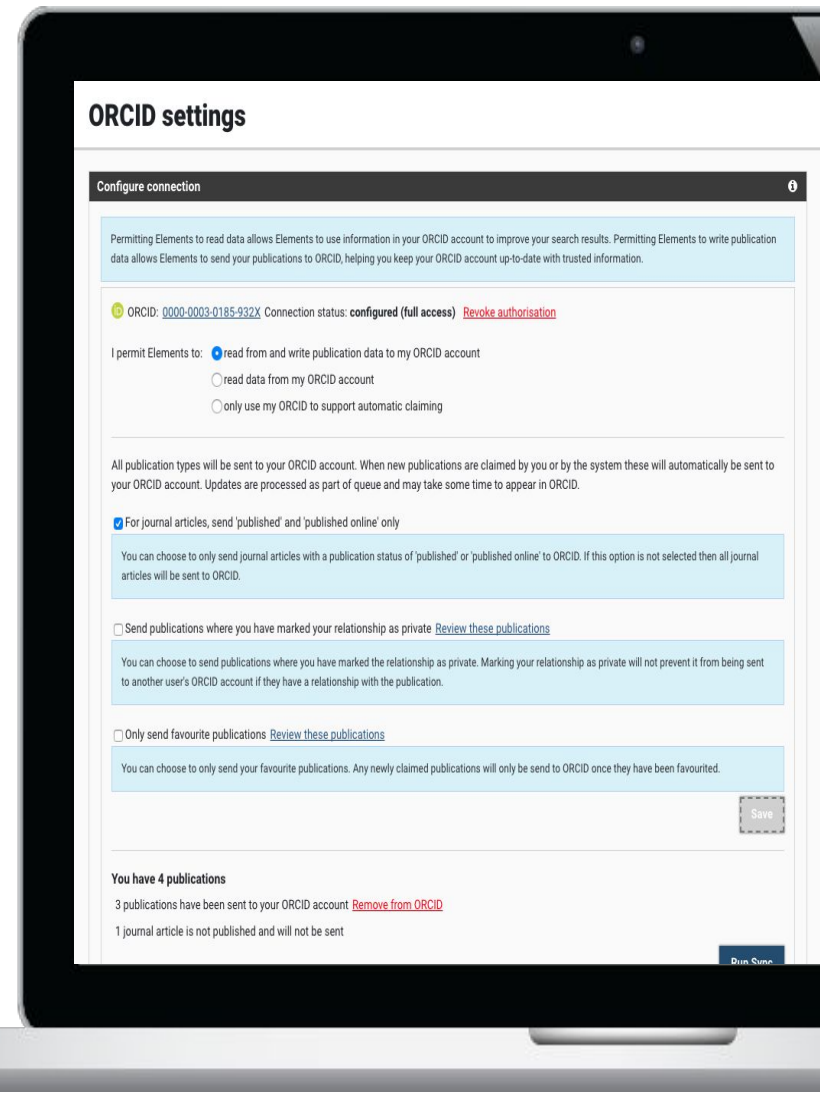 ORCID settings
Configure connection
Permitting Elements to read data allows Elements to use information in your ORCID account to improve your search results. Permitting Elements to write publication
data allows Elements to send your publications to ORCID, helping you keep your ORCID account up-to-date with trusted information.
iD ORCID: 0000-0003-0185-932X Connection status: configured (full access) Revoke authorisation
I permit Elements to: read from and write publication data to my ORCID account
read data from my ORCID account
only use my ORCID to support automatic claiming
All publication types will be sent to your ORCID account. When new publications are claimed by you or by the system these will automatically be sent to
your ORCID account. Updates are processed as part of queue and may take some time to appear in ORCID.
For journal articles, send 'published' and 'published online' only
You can choose to only send journal articles with a publication status of 'published' or 'published online' to ORCID. If this option is not selected then all journal
articles will be sent to ORCID.
Send publications where you have marked your relationship as private Review these publications
You can choose to send publications where you have marked the relationship as private. Marking your relationship as private will not prevent it from being sent
to another user's ORCID account if they have a relationship with the publication.
Only send favourite publications Review these publications
You can choose to only send your favourite publications. Any newly claimed publications will only be send to ORCID once they have been favourited.
Save
You have 4 publications
3 publications have been sent to your ORCID account Remove from ORCID
1 journal article is not published and will not be sent
Run Sync